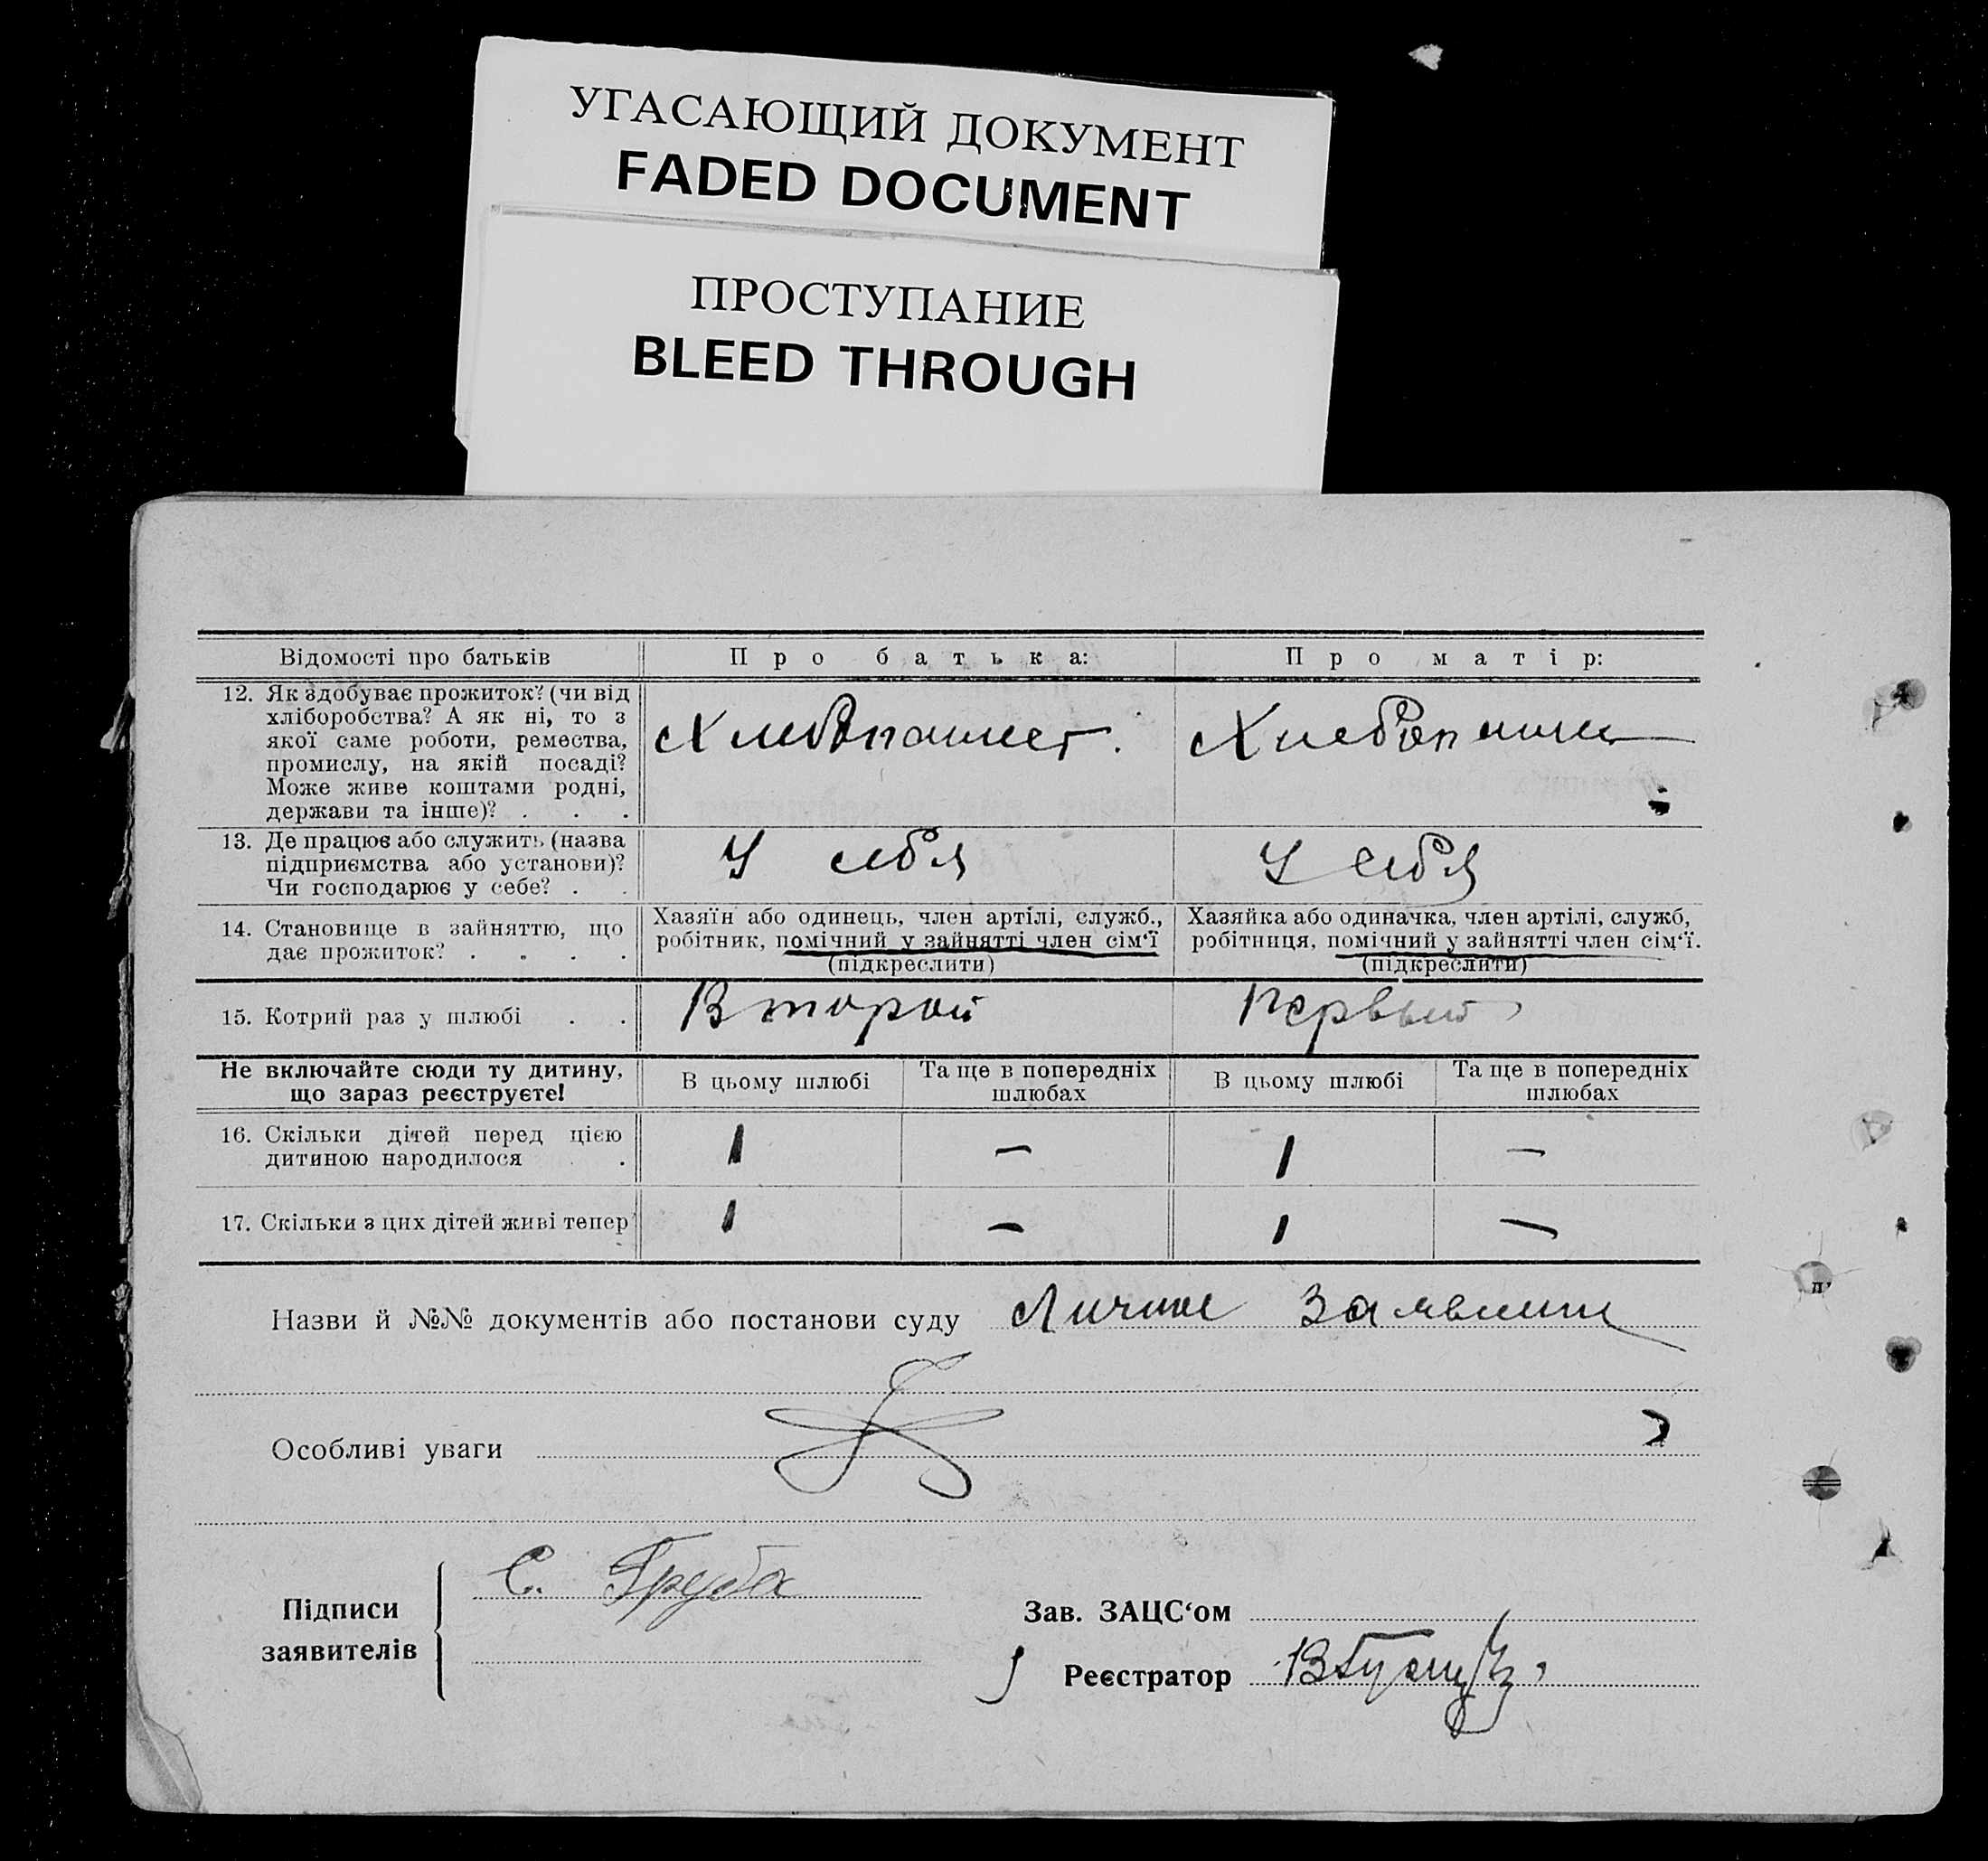 УГАСАЮЩИЙ ДОКУМЕНТ
FADED DOCUMENT
ПРОСТУПАНИЕ
BLEED THROUGH
Відомості про батьків
Про батька:
Про матір:
12. Як здобуває прожиток? (чи від
хліборобства? А як ні, то з
якої саме роботи, ремества,
промислу, на якій посаді?
Може живе коштами родні,
держави та інше)? . . .
Хлебопашест.
Хлебопашес
13. Де працює або служить (назва
підприємства або установи)?
Чи господарює у себе? . .
У себя
У себя
14. Становище в зайняттю, що
дає прожиток? . . . .
Хазяїн або одинець, член артілі, служб.,
робітник, помічний у зайнятті член сім'ї
(підкреслити)
Хазяйка або одиначка, член артілі, служб,
робітниця, помічний у зайнятті член сім'ї.
(підкреслити)
15. Котрий раз у шлюбі . .
Второй
Первый
Не включайте сюди ту дитину,
що зараз реєструєте!
В цьому шлюбі
Та ще в попередніх
шлюбах
В цьому шлюбі
Та ще в попередніх
шлюбах
16. Скільки дітей перед цією
дитиною народилося .
1 — 1 —
17. Скільки з цих дітей живі тепер
1 — 1 —
Назви й №№ документів або постанови суду Личное Заявлении
Особливі уваги
Підписи
заявителів
С. Груба
Зав. ЗАЦС'ом
Реєстратор